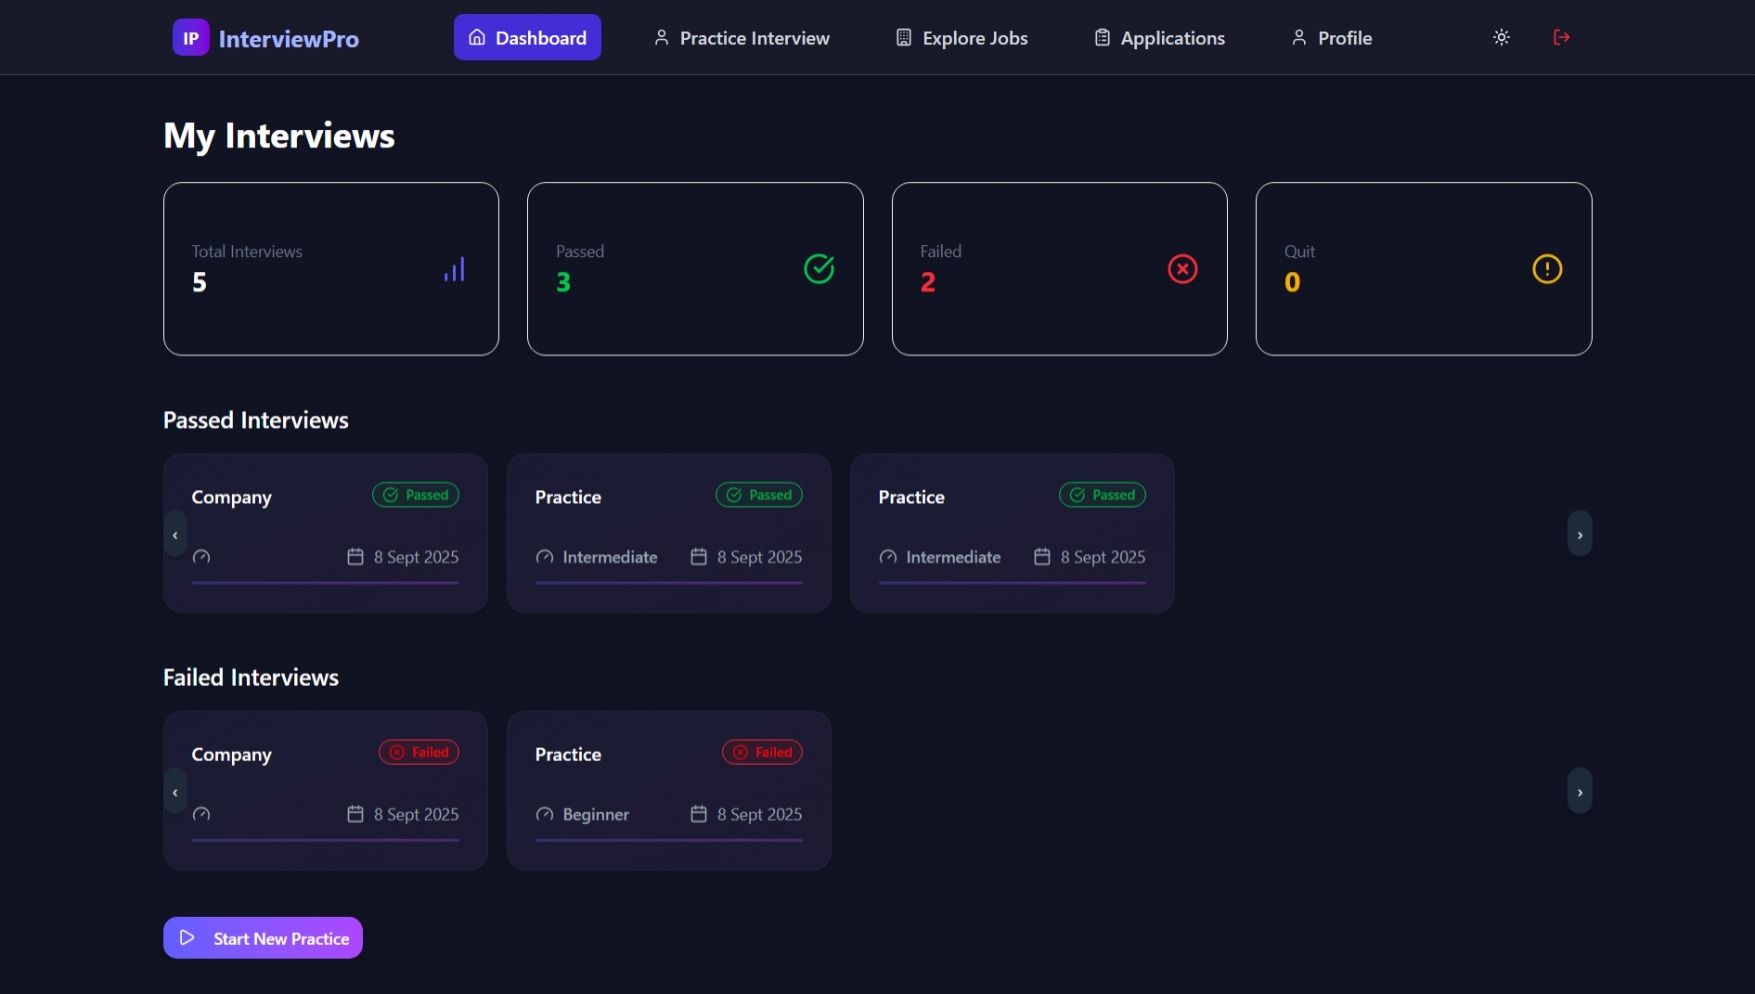 IP InterviewPro Dashboard Practice Interview Explore Jobs Applications Profile
My Interviews
Total Interviews
5
Passed
3
Failed
2
Quit
0
Passed Interviews
Company Passed
8 Sept 2025
Practice Passed
Intermediate 8 Sept 2025
Practice Passed
Intermediate 8 Sept 2025
Failed Interviews
Company Failed
8 Sept 2025
Practice Failed
Beginner 8 Sept 2025
Start New Practice